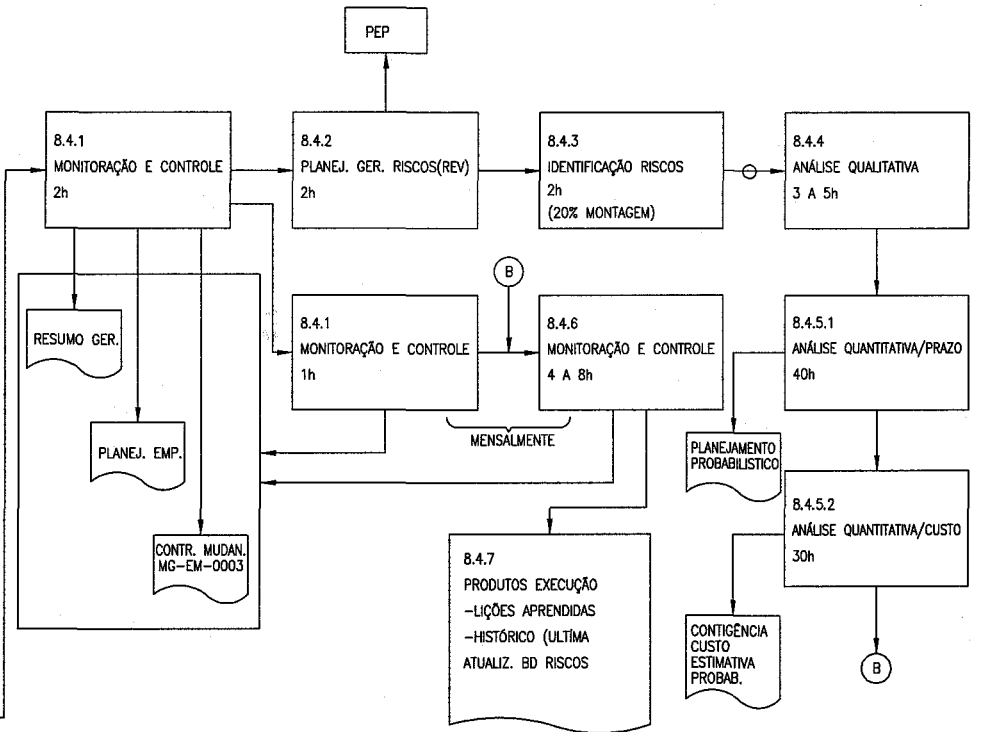 PEP
8.4.1
MONITORAÇÃO E CONTROLE
2h
8.4.2
PLANEJ. GER. RISCOS(REV)
2h
8.4.3
IDENTIFICAÇÃO RISCOS
2h
(20% MONTAGEM)
8.4.4
ANÁLISE QUALITATIVA
3 A 5h
RESUMO GER.
PLANEJ. EMP.
CONTR. MUDAN.
MG-EM-0003
8.4.1
MONITORAÇÃO E CONTROLE
1h
B
8.4.6
MONITORAÇÃO E CONTROLE
4 A 8h
MENSALMENTE
8.4.5.1
ANÁLISE QUANTITATIVA/PRAZO
40h
PLANEJAMENTO
PROBABILISTICO
8.4.5.2
ANÁLISE QUANTITATIVA/CUSTO
30h
CONTIGÊNCIA
CUSTO
ESTIMATIVA
PROBAB.
B
8.4.7
PRODUTOS EXECUÇÃO
-LIÇÕES APRENDIDAS
-HISTÓRICO (ULTÍMA
ATUALIZ. BD RISCOS